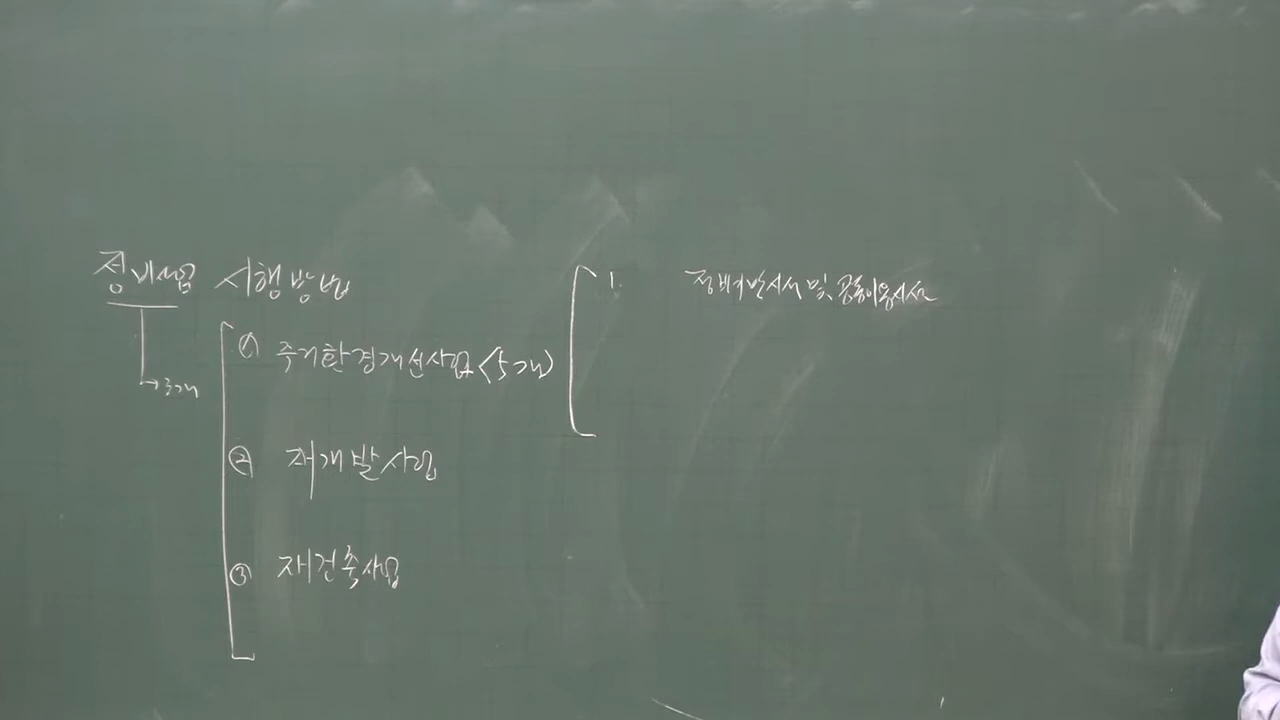 정비사업 시행방법
→3개
① 주거환경개선사업 (5개)
② 재개발사업
③ 재건축사업
1. 정비기반시설 및 공동이용시설